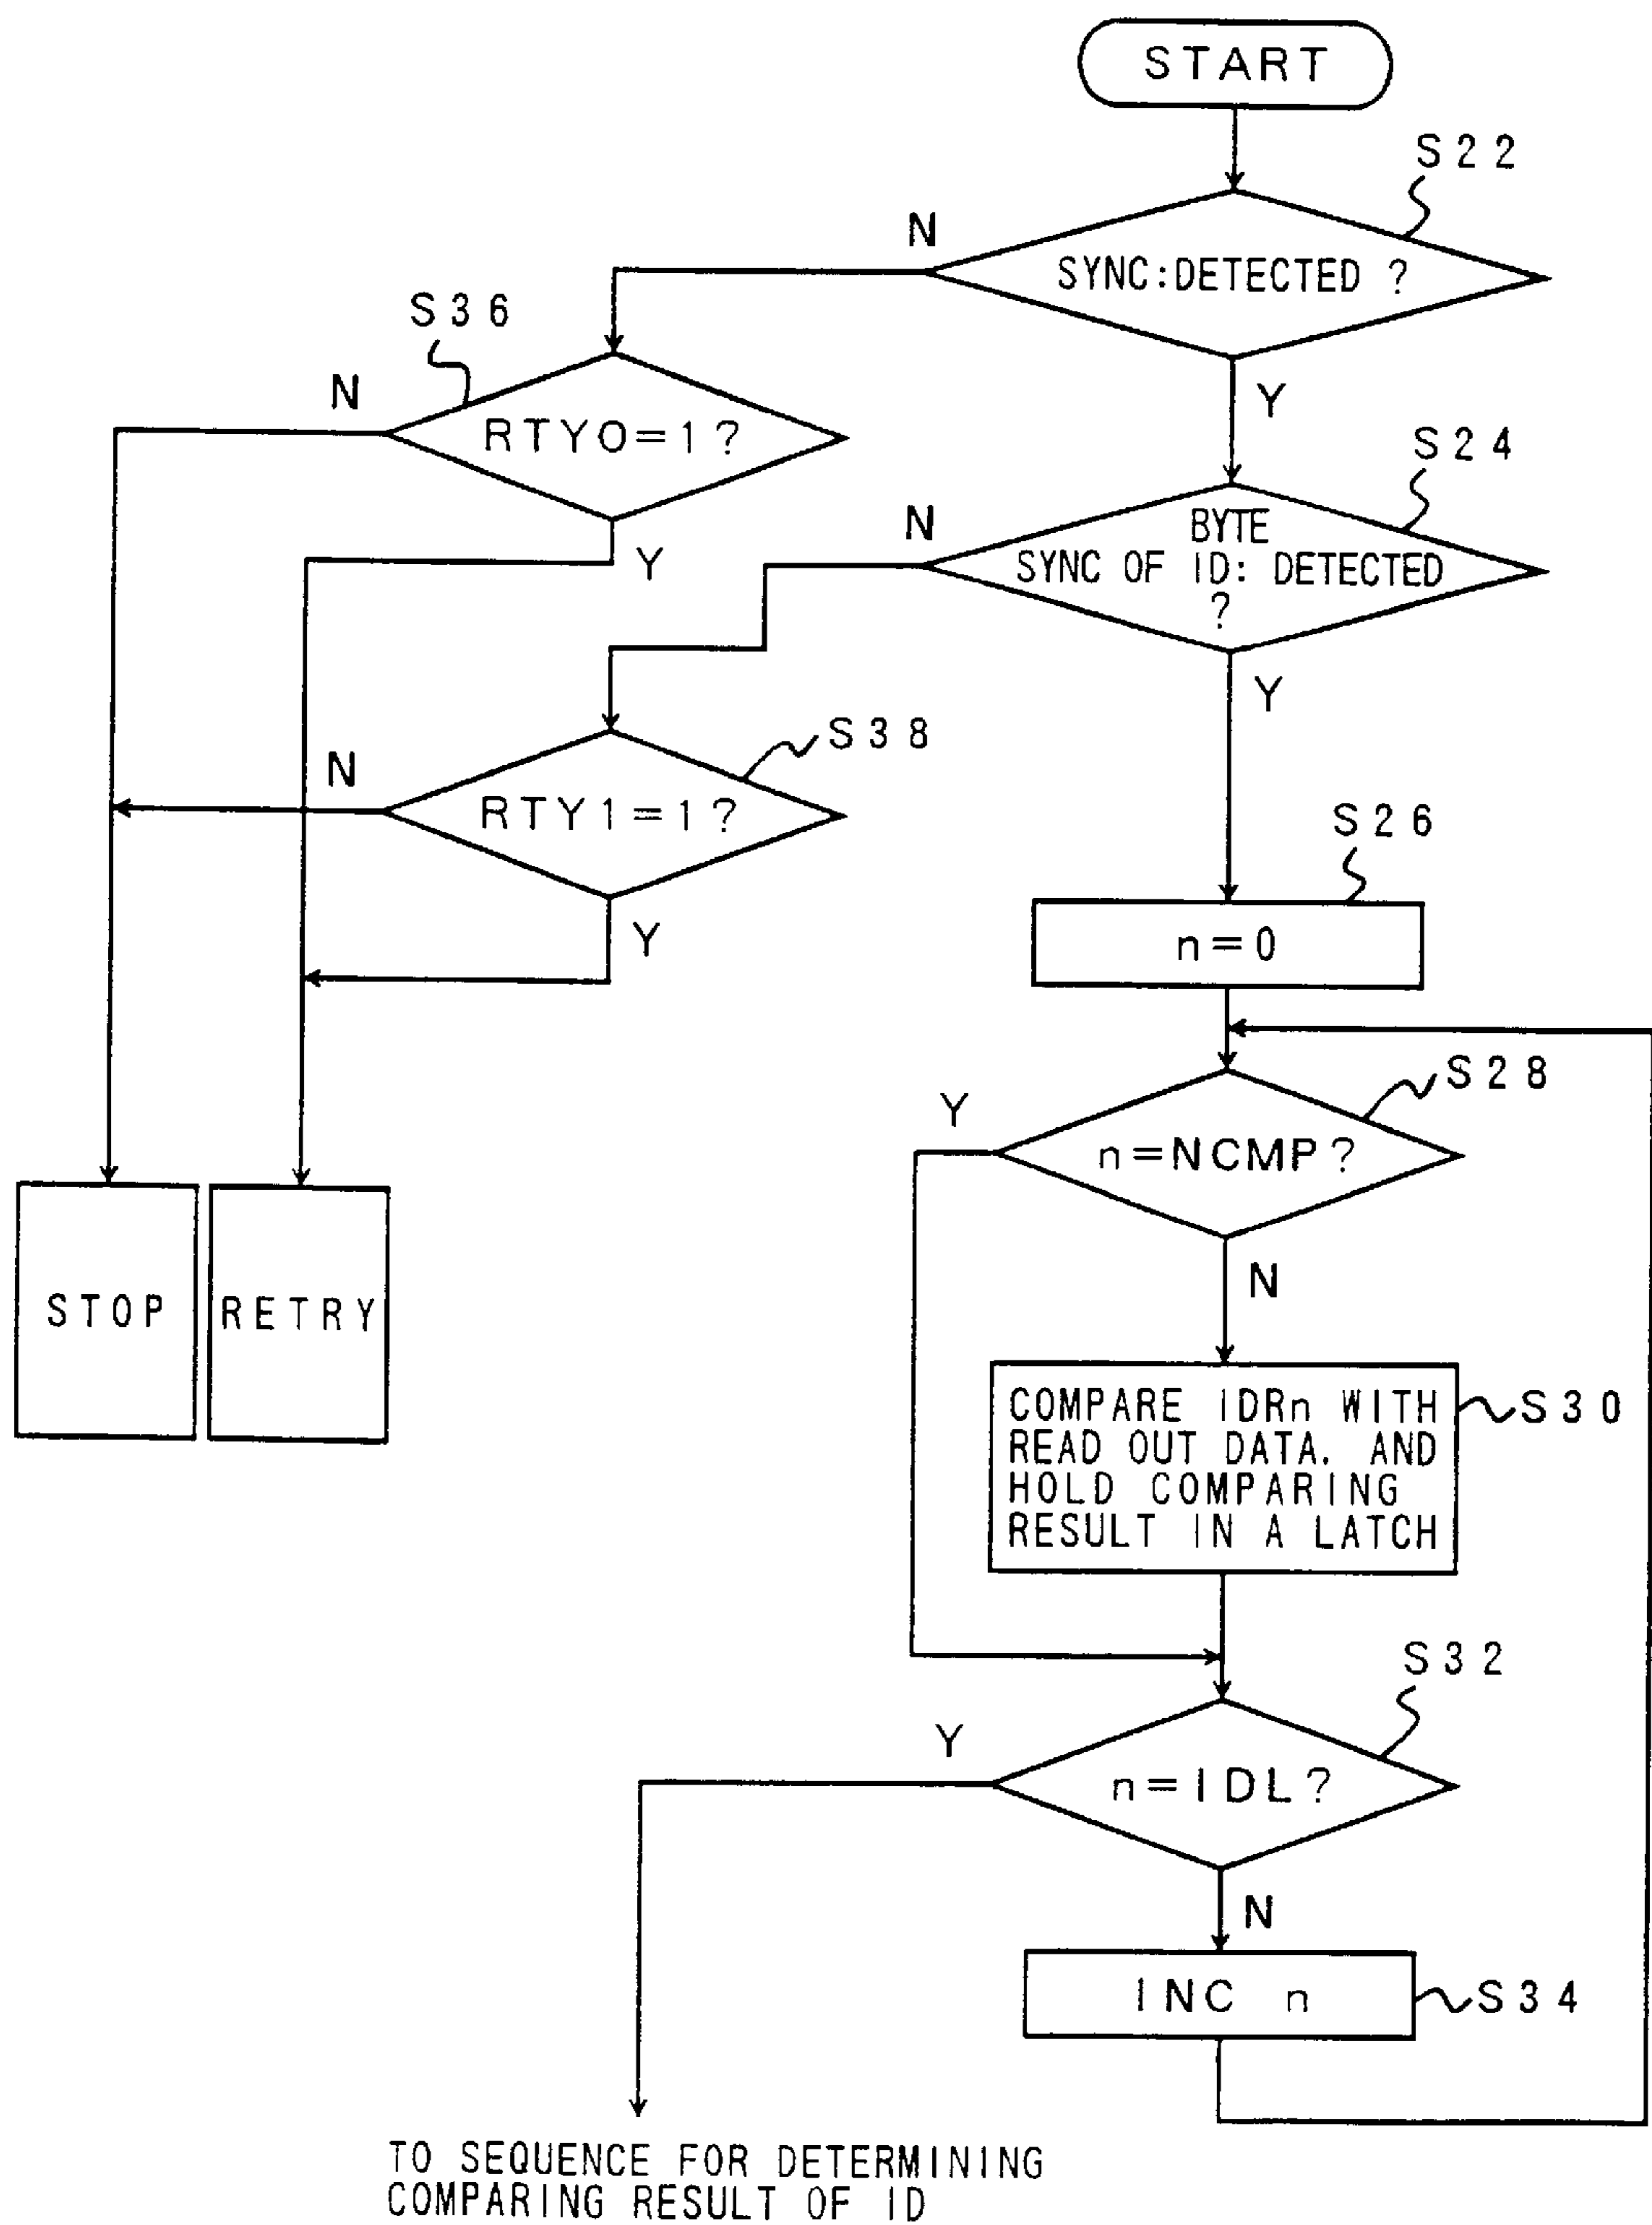 START
S22
N
SYNC:DETECTED ?
S36
N
Y
RTY0=1?
S24
N
BYTE
SYNC OF ID: DETECTED
?
Y
Y
S38
N
RTY1=1?
S26
Y
n=0
S28
Y
n=NCMP?
N
STOP
RETRY
COMPARE IDRn WITH
READ OUT DATA. AND
HOLD COMPARING
RESULT IN A LATCH
S30
S32
Y
n=IDL?
N
INC n
S34
TO SEQUENCE FOR DETERMINING
COMPARING RESULT OF ID